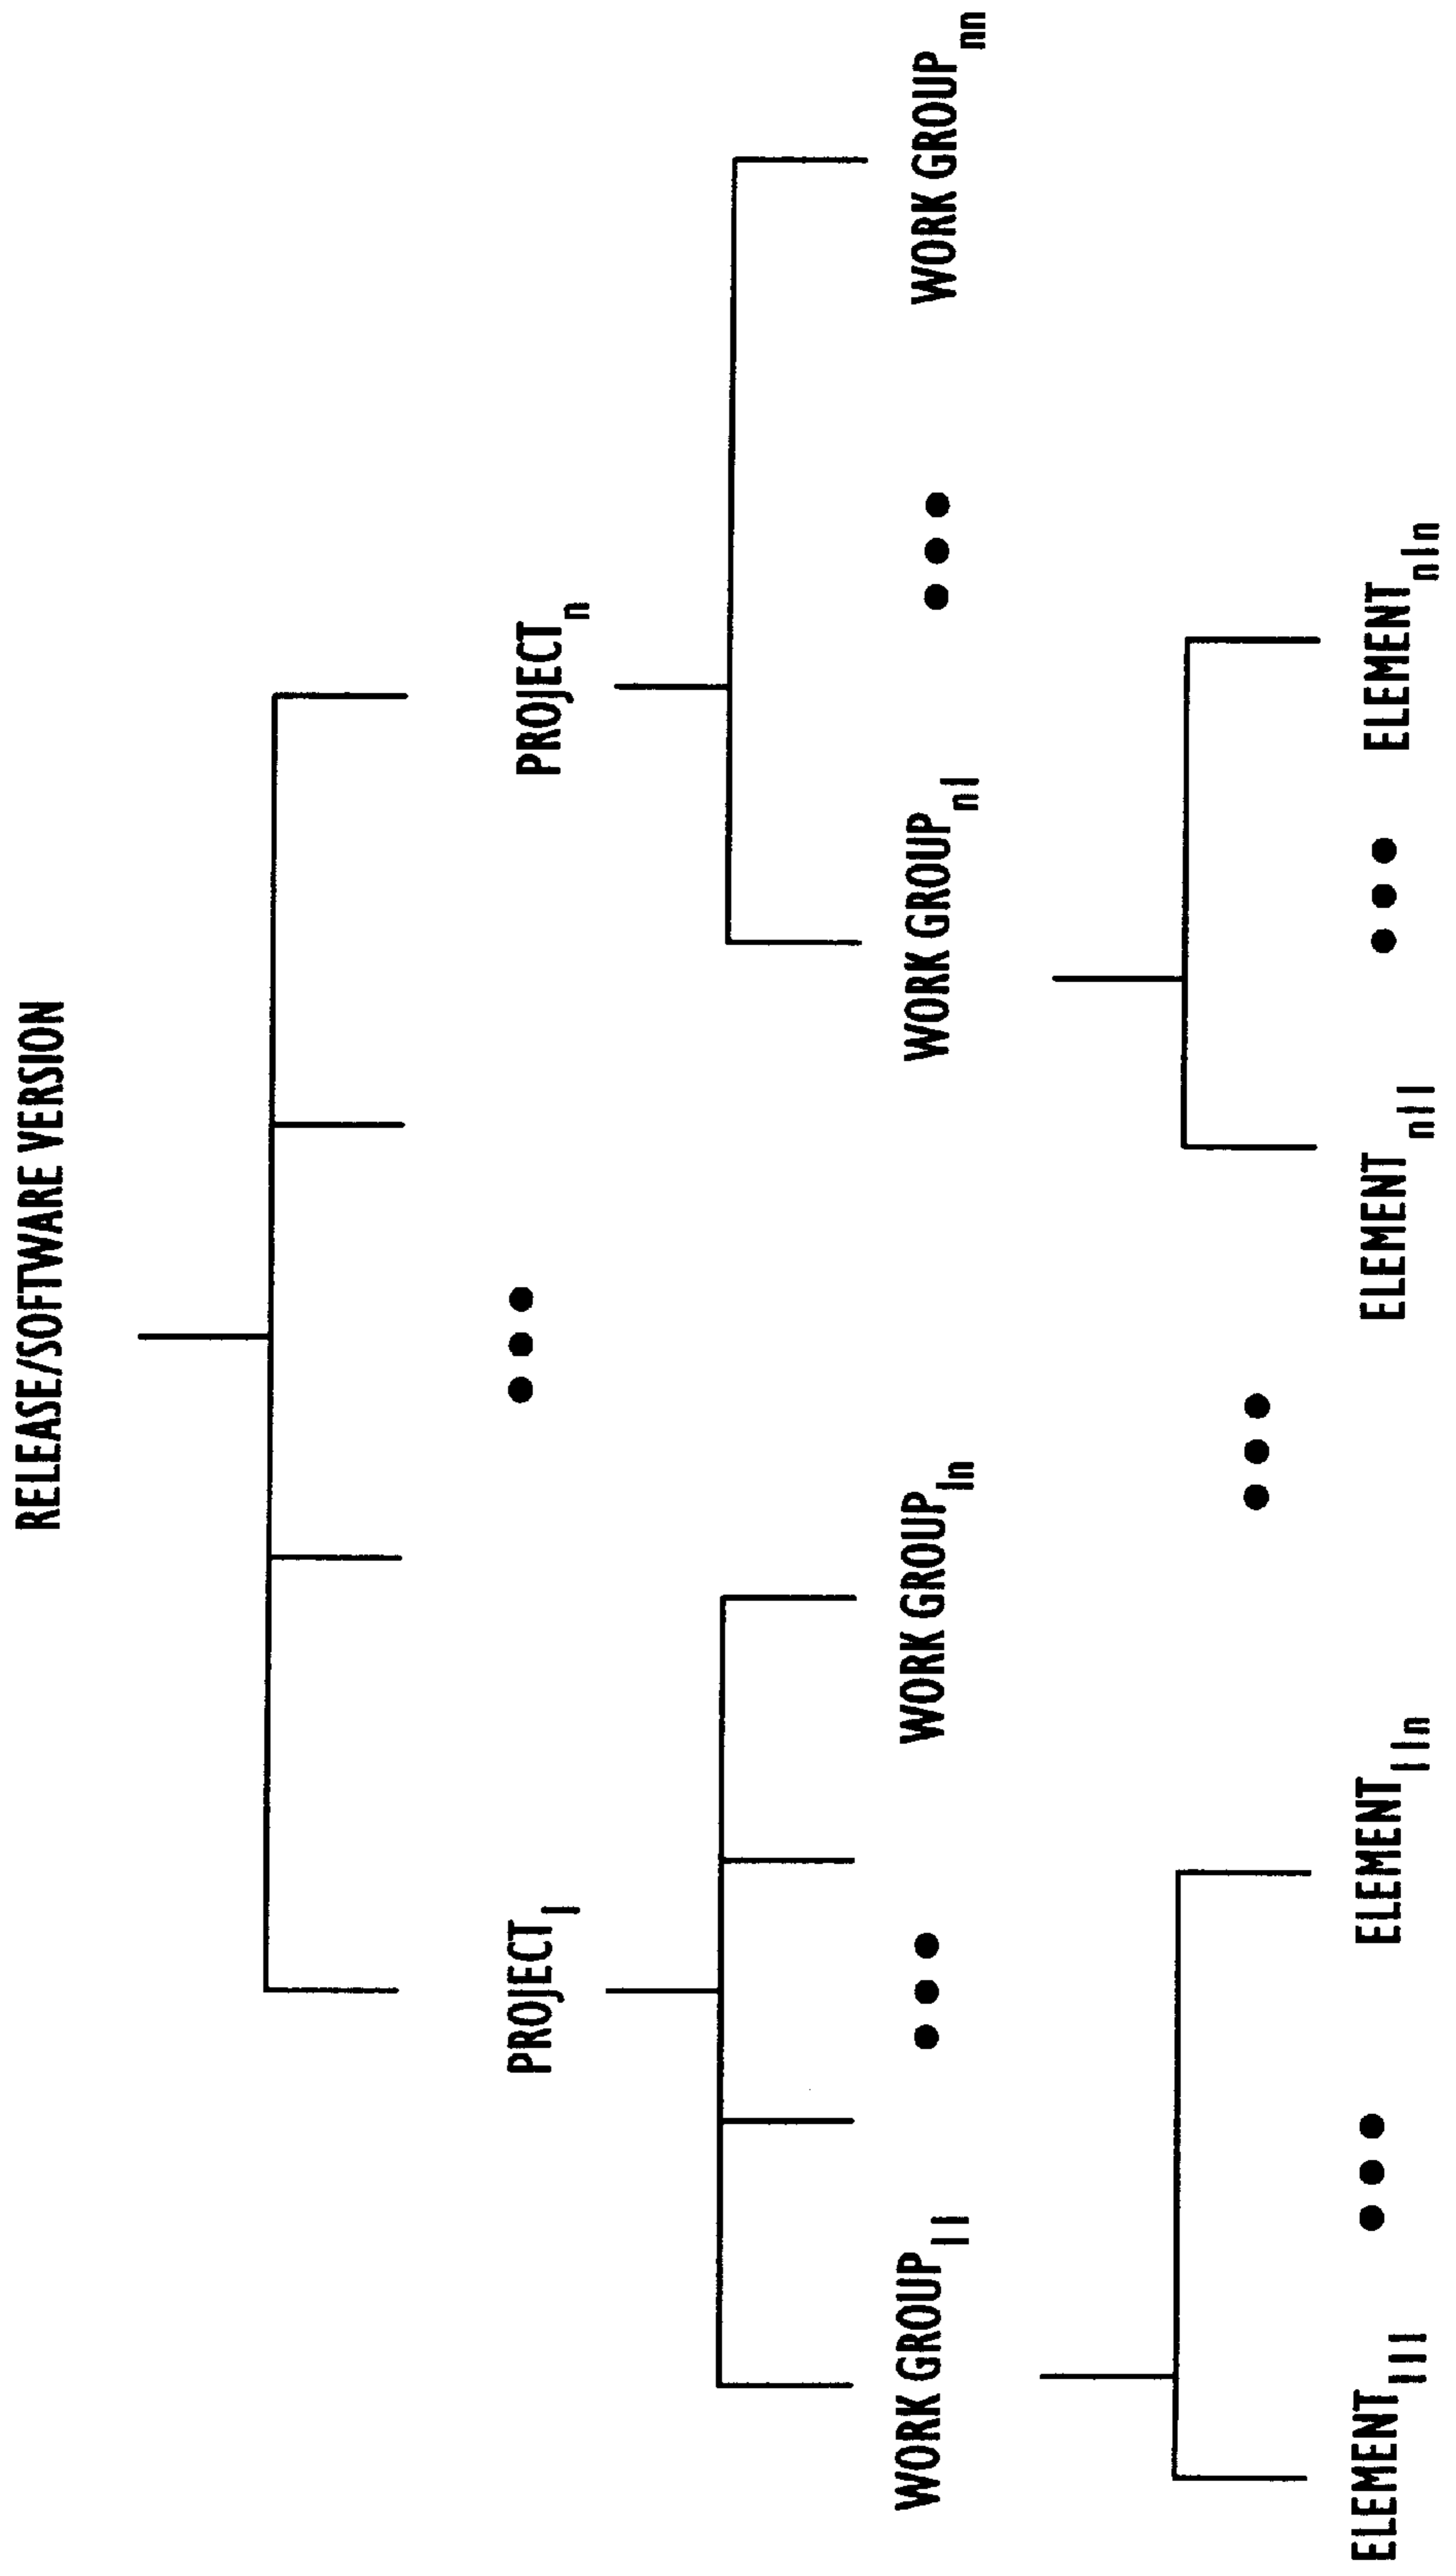 RELEASE/SOFTWARE VERSION
PROJECT1 PROJECTn
WORK GROUP11 WORK GROUP1n WORK GROUPn1 WORK GROUPnn
ELEMENT111 ELEMENT11n ELEMENTn11 ELEMENTn1n